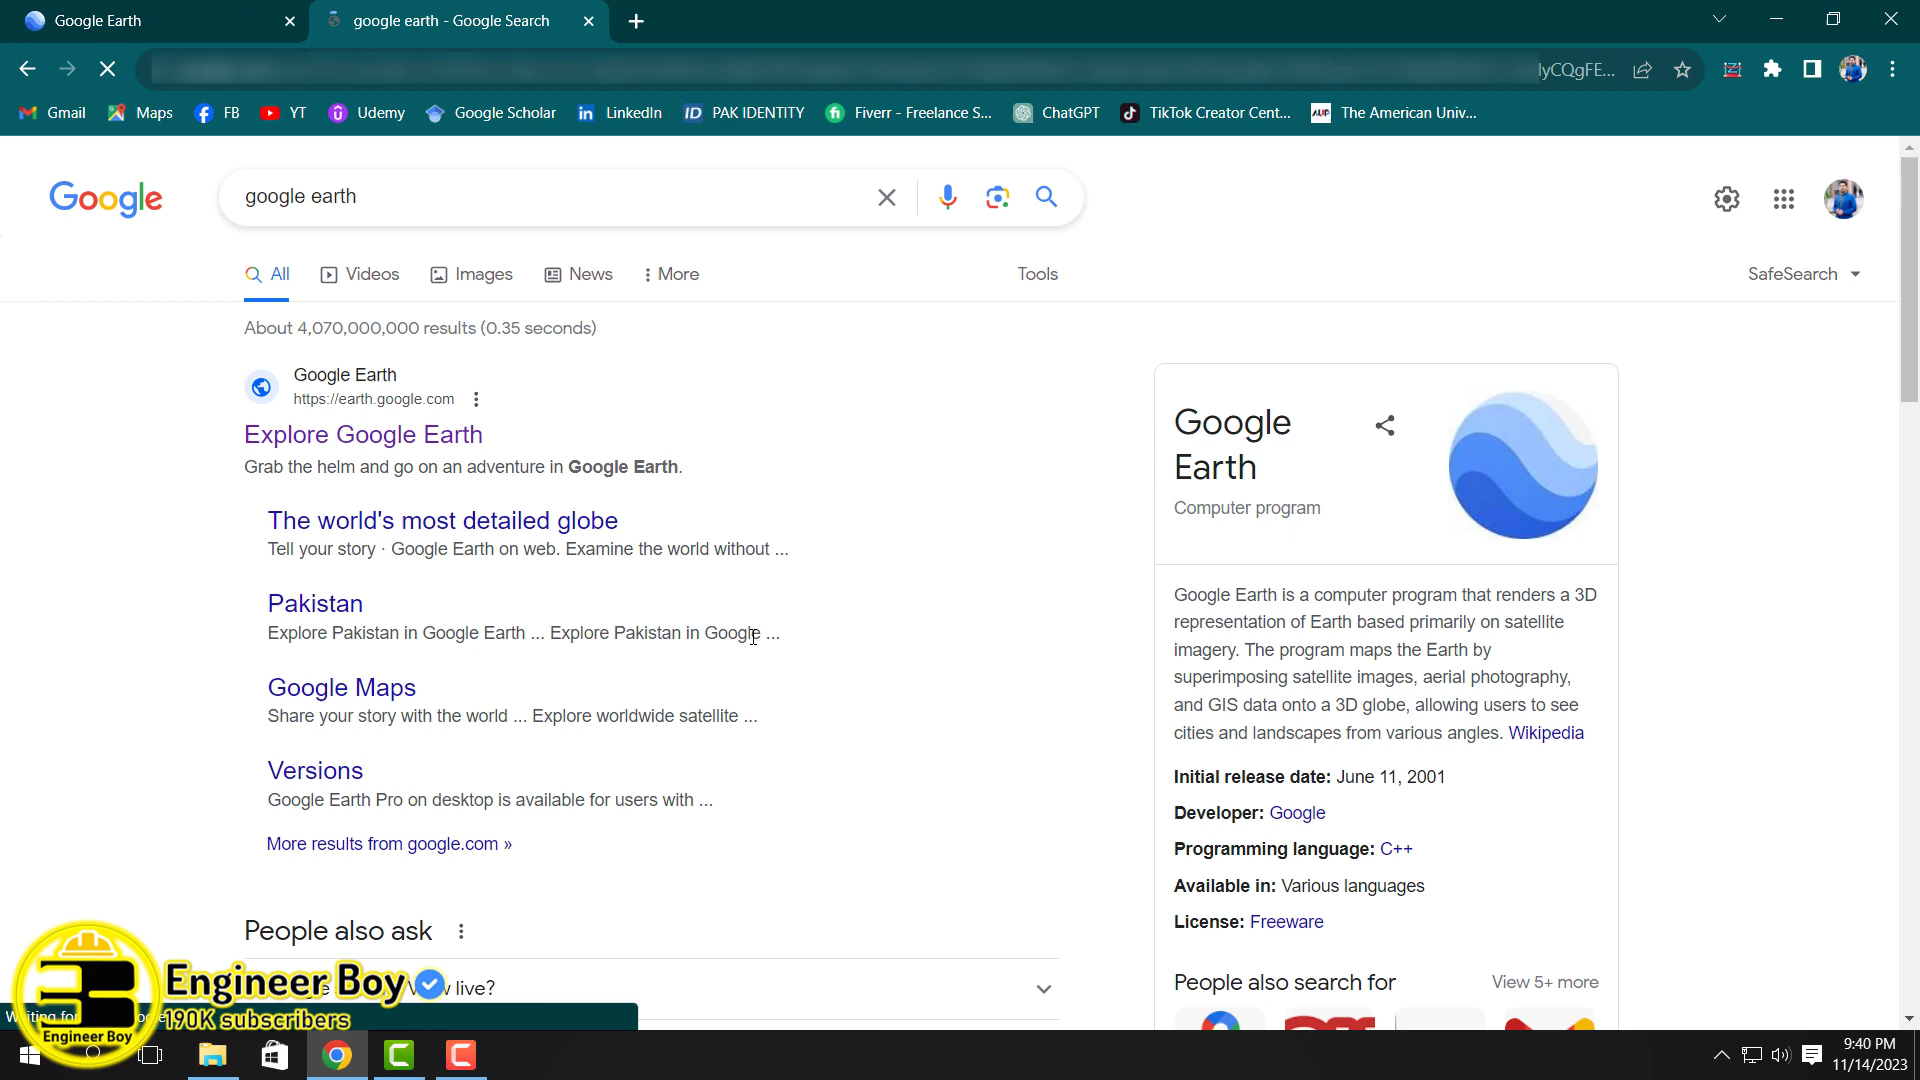 Google Earth
google earth - Google Search
lyCQgFE...
Gmail
Maps
FB
YT
Udemy
Google Scholar
LinkedIn
PAK IDENTITY
Fiverr - Freelance S...
ChatGPT
TikTok Creator Cent...
The American Univ...
Google
google earth
All
Videos
Images
News
More
Tools
SafeSearch
About 4,070,000,000 results (0.35 seconds)
Google Earth
https://earth.google.com
Explore Google Earth
Grab the helm and go on an adventure in Google Earth.
The world's most detailed globe
Tell your story · Google Earth on web. Examine the world without ...
Pakistan
Explore Pakistan in Google Earth ... Explore Pakistan in Google ...
Google Maps
Share your story with the world ... Explore worldwide satellite ...
Versions
Google Earth Pro on desktop is available for users with ...
More results from google.com »
People also ask
live?
Google
Earth
Computer program
Google Earth is a computer program that renders a 3D
representation of Earth based primarily on satellite
imagery. The program maps the Earth by
superimposing satellite images, aerial photography,
and GIS data onto a 3D globe, allowing users to see
cities and landscapes from various angles. Wikipedia
Initial release date: June 11, 2001
Developer: Google
Programming language: C++
Available in: Various languages
License: Freeware
People also search for
View 5+ more
Engineer Boy
190K subscribers
Engineer Boy
9:40 PM
11/14/2023